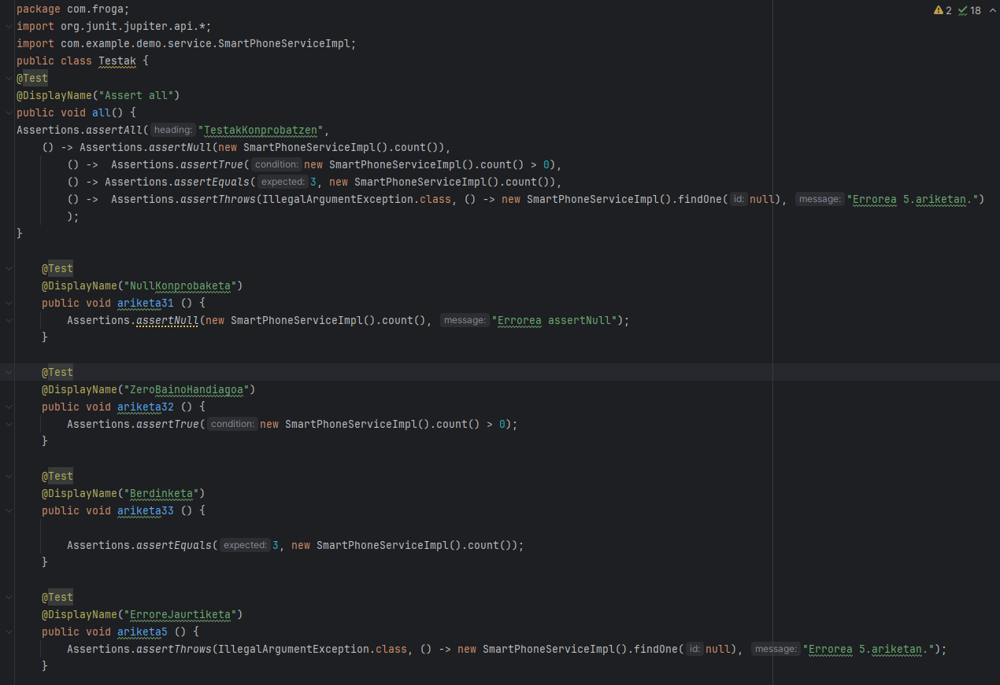 package com.froga;
2 18
import org.junit.jupiter.api.*;
import com.example.demo.service.SmartPhoneServiceImpl;
public class Testak {
@Test
@DisplayName("Assert all")
public void all() {
Assertions.assertAll( heading: "TestakKonprobatzen",
() -> Assertions.assertNull(new SmartPhoneServiceImpl().count()),
() ->  Assertions.assertTrue( condition: new SmartPhoneServiceImpl().count() > 0),
() -> Assertions.assertEquals( expected: 3, new SmartPhoneServiceImpl().count()),
() ->  Assertions.assertThrows(IllegalArgumentException.class, () -> new SmartPhoneServiceImpl().findOne( id: null), message: "Errorea 5.ariketan.")
);
}
@Test
@DisplayName("NullKonprobaketa")
public void ariketa31 () {
Assertions.assertNull(new SmartPhoneServiceImpl().count(), message: "Errorea assertNull");
}
@Test
@DisplayName("ZeroBainoHandiagoa")
public void ariketa32 () {
Assertions.assertTrue( condition: new SmartPhoneServiceImpl().count() > 0);
}
@Test
@DisplayName("Berdinketa")
public void ariketa33 () {
Assertions.assertEquals( expected: 3, new SmartPhoneServiceImpl().count());
}
@Test
@DisplayName("ErroreJaurtiketa")
public void ariketa5 () {
Assertions.assertThrows(IllegalArgumentException.class, () -> new SmartPhoneServiceImpl().findOne( id: null), message: "Errorea 5.ariketan.");
}